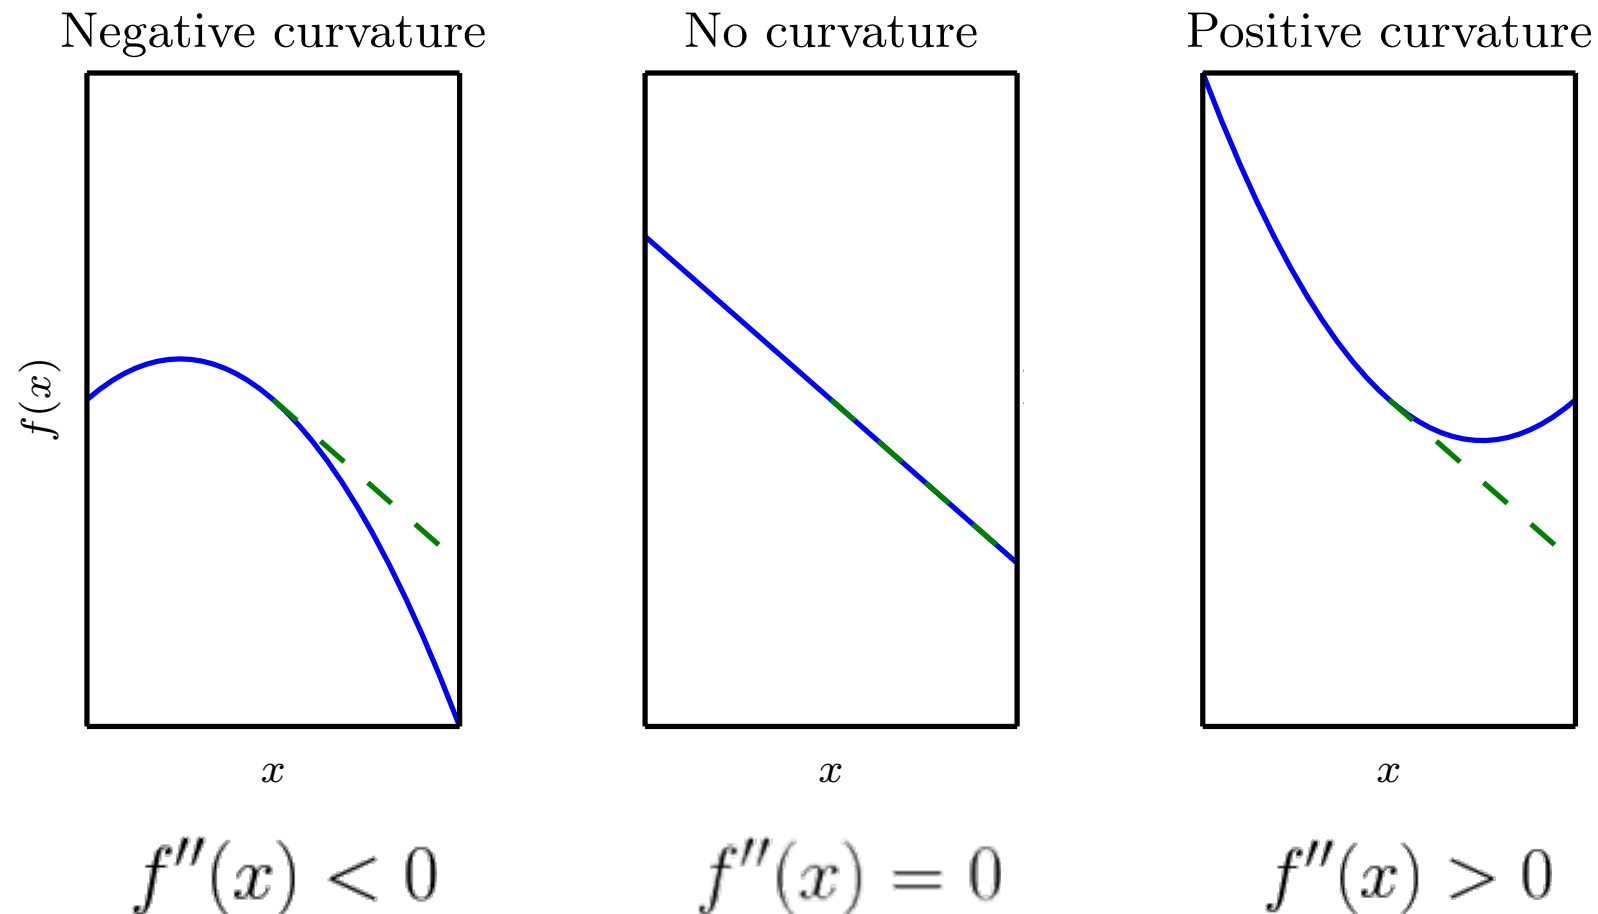 Negative curvature
No curvature
Positive curvature
f(x)
x
x
x
f''(x) < 0
f''(x) = 0
f''(x) > 0